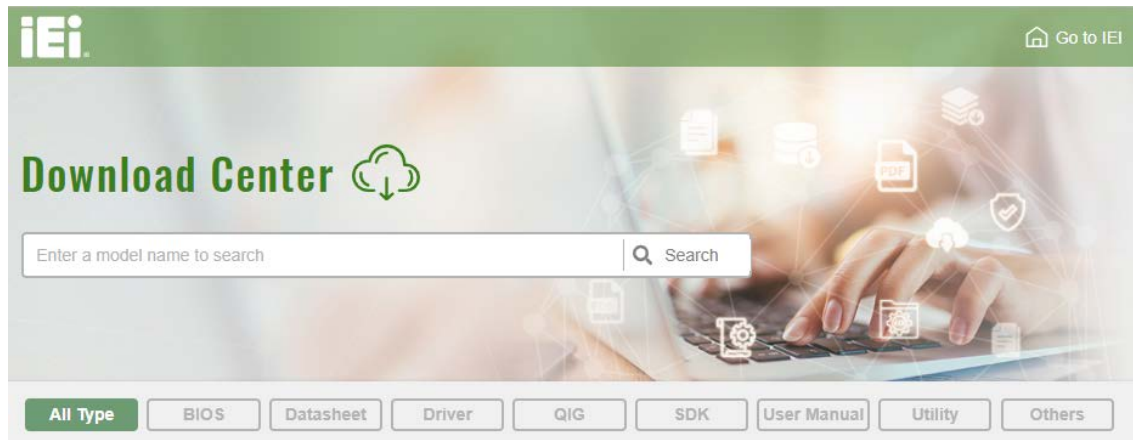 iEi.
Go to IEI
Download Center
Enter a model name to search
Search
PDF
All Type
BIOS
Datasheet
Driver
QIG
SDK
User Manual
Utility
Others